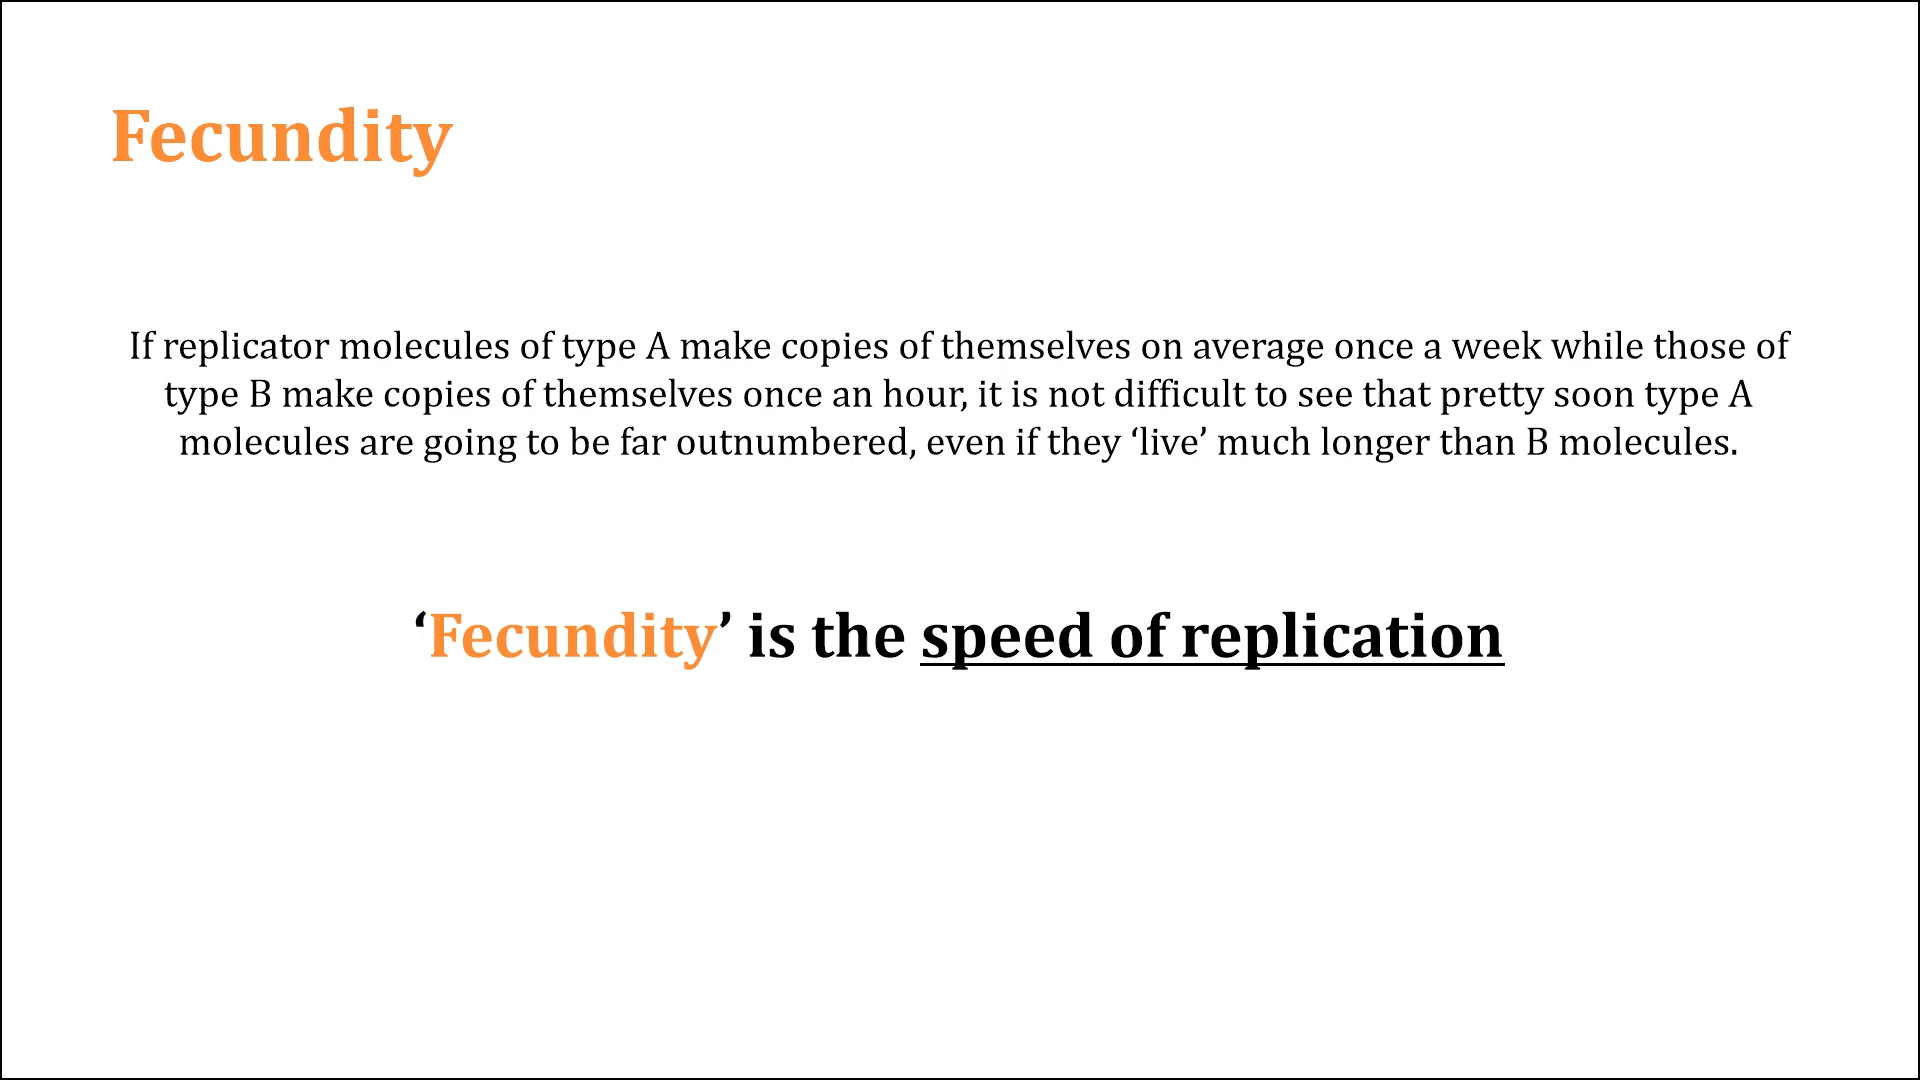 Fecundity
If replicator molecules of type A make copies of themselves on average once a week while those of
type B make copies of themselves once an hour, it is not difficult to see that pretty soon type A
molecules are going to be far outnumbered, even if they ‘live’ much longer than B molecules.
‘Fecundity’ is the speed of replication